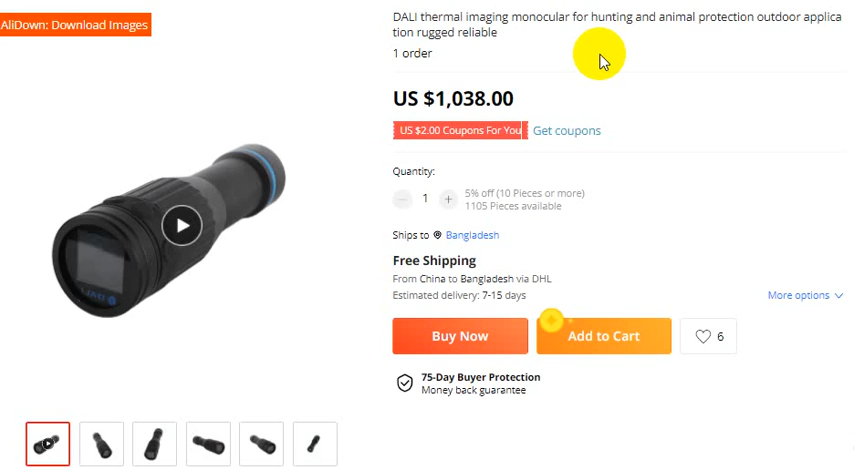 AliDown: Download Images
DALI thermal imaging monocular for hunting and animal protection outdoor applica
tion rugged reliable
1 order
US $1,038.00
US $2.00 Coupons For You
Get coupons
Quantity:
1
5% off (10 Pieces or more)
1105 Pieces available
Ships to
Bangladesh
Free Shipping
From China to Bangladesh via DHL
Estimated delivery: 7-15 days
More options
Buy Now
Add to Cart
6
75-Day Buyer Protection
Money back guarantee